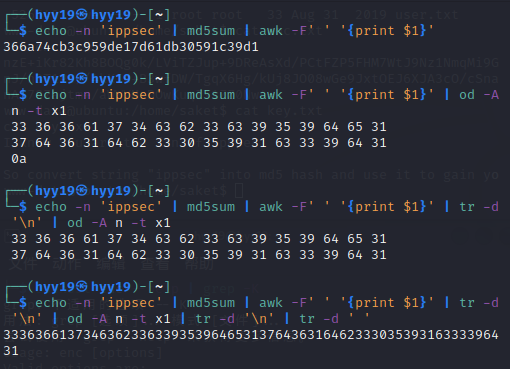 ┌──(hyy19㉿hyy19)-[~]
└─$ echo -n 'ippsec' | md5sum | awk -F' ' '{print $1}'
366a74cb3c959de17d61db30591c39d1
┌──(hyy19㉿hyy19)-[~]
└─$ echo -n 'ippsec' | md5sum | awk -F' ' '{print $1}' | od -A
n -t x1
33 36 36 61 37 34 63 62 33 63 39 35 39 64 65 31
37 64 36 31 64 62 33 30 35 39 31 63 33 39 64 31
0a
┌──(hyy19㉿hyy19)-[~]
└─$ echo -n 'ippsec' | md5sum | awk -F' ' '{print $1}' | tr -d
'\n' | od -A n -t x1
33 36 36 61 37 34 63 62 33 63 39 35 39 64 65 31
37 64 36 31 64 62 33 30 35 39 31 63 33 39 64 31
┌──(hyy19㉿hyy19)-[~]
└─$ echo -n 'ippsec' | md5sum | awk -F' ' '{print $1}' | tr -d
'\n' | od -A n -t x1 | tr -d '\n' | tr -d ' '
33363661373463623363393539646531376436316462333035393163333964
31